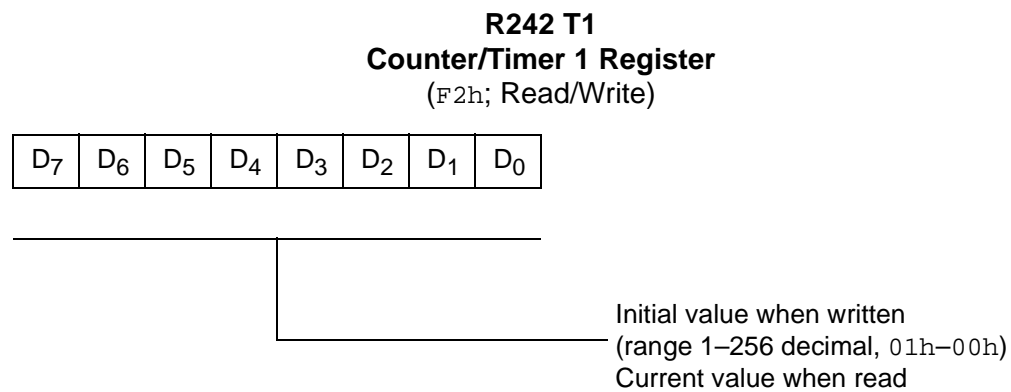 R242 T1
Counter/Timer 1 Register
(F2h; Read/Write)
D7 D6 D5 D4 D3 D2 D1 D0
Initial value when written
(range 1–256 decimal, 01h–00h)
Current value when read